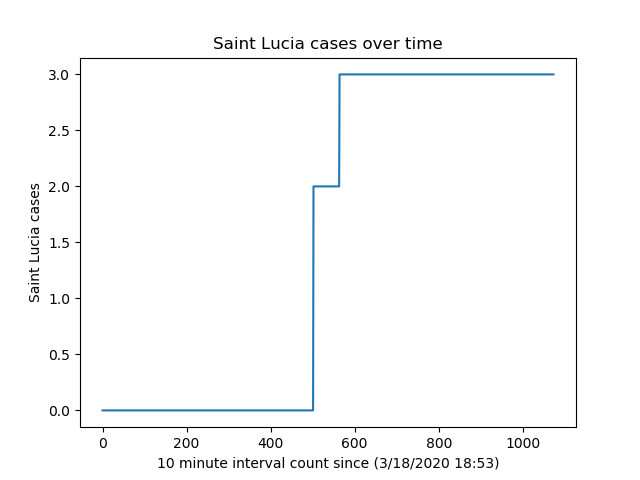 Saint Lucia cases over time
3.0
2.5
2.0
1.5
1.0
0.5
0.0
Saint Lucia cases
0 200 400 600 800 1000
10 minute interval count since (3/18/2020 18:53)